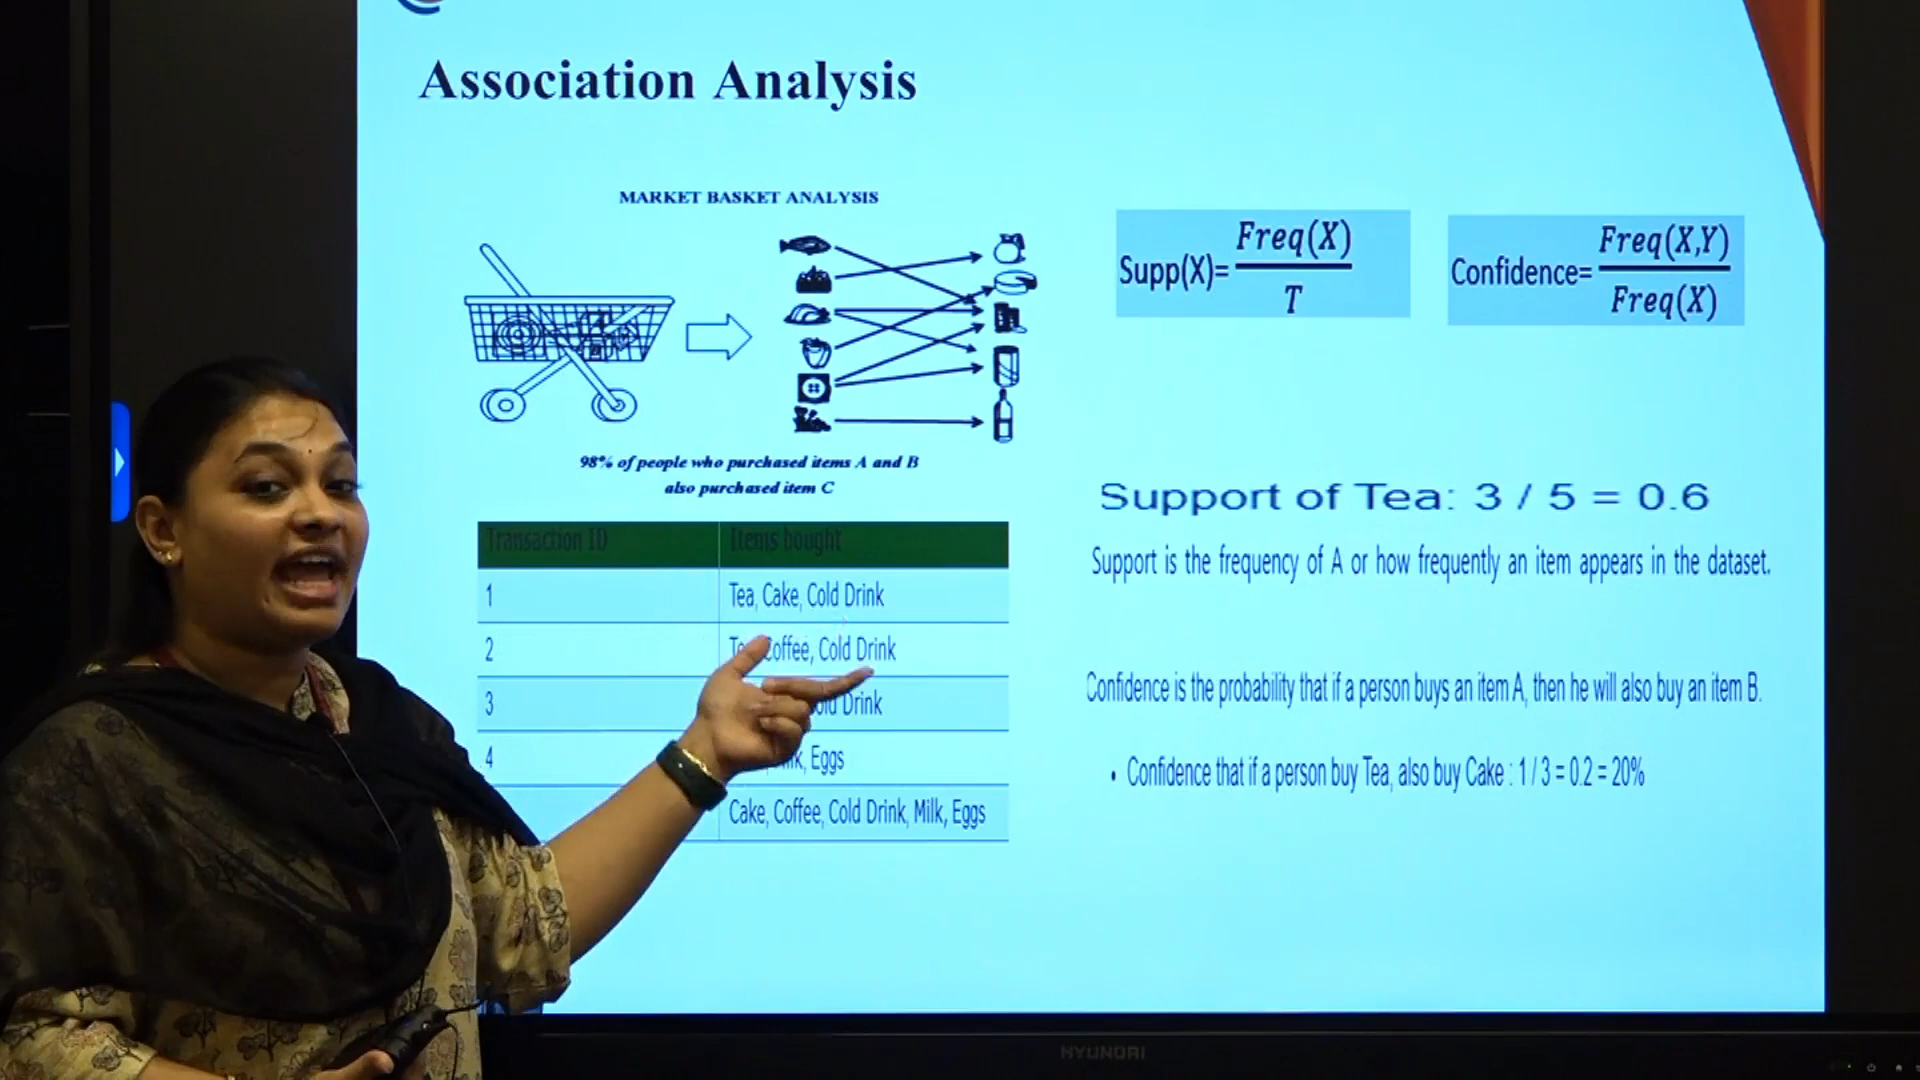 Association Analysis
MARKET BASKET ANALYSIS
98% of people who purchased items A and B
also purchased item C
Transaction ID Items bought
1 Tea, Cake, Cold Drink
2 Coffee, Cold Drink
3 Drink
4 Eggs
Cake, Coffee, Cold Drink, Milk, Eggs
Supp(X)= Freq(X)
T
Confidence= Freq(X,Y)
Freq(X)
Support of Tea: 3 / 5 = 0.6
Support is the frequency of A or how frequently an item appears in the dataset.
Confidence is the probability that if a person buys an item A, then he will also buy an item B.
• Confidence that if a person buy Tea, also buy Cake : 1 / 3 = 0.2 = 20%
HYUNDAI